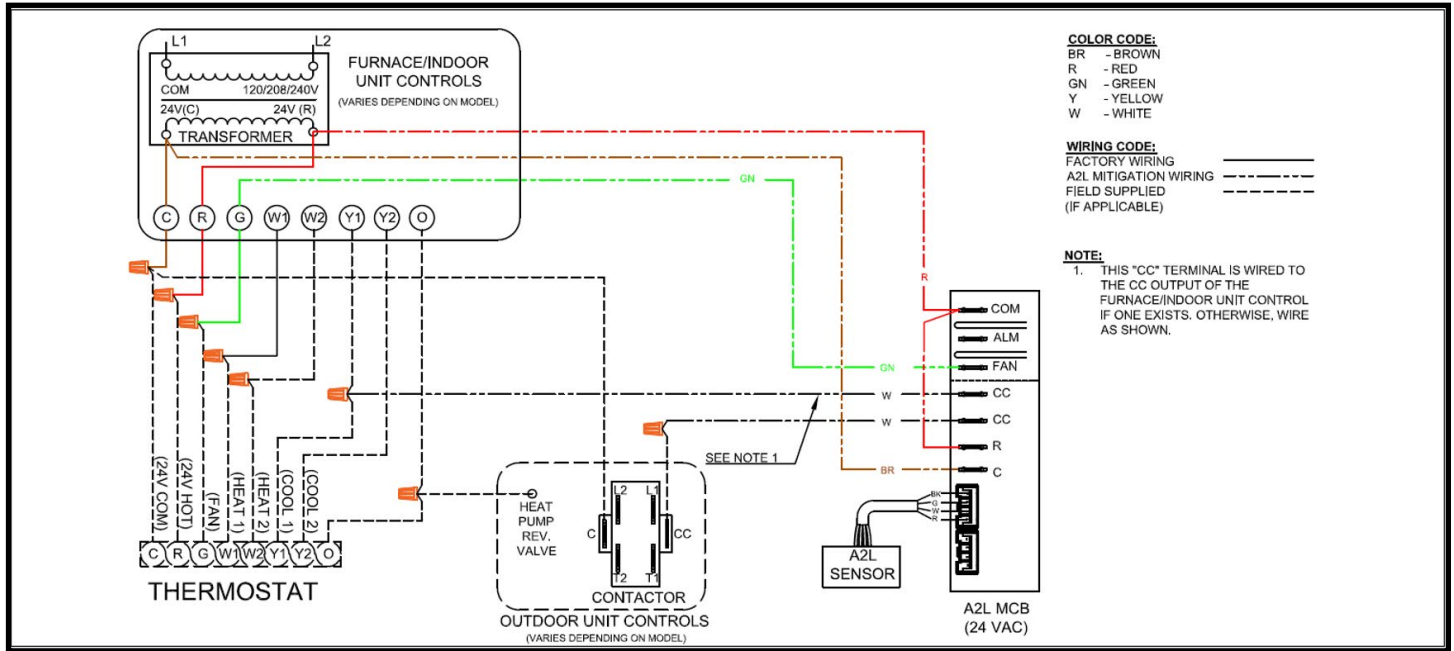 L1 L2
FURNACE/INDOOR
UNIT CONTROLS
(VARIES DEPENDING ON MODEL)
COM 120/208/240V
24V(C) 24V (R)
TRANSFORMER
C R G W1 W2 Y1 Y2 O
GN
R
GN
W
W
BR
SEE NOTE 1
(24V COM)
(24V HOT)
(FAN)
(HEAT 1)
(HEAT 2)
(COOL 1)
(COOL 2)
C R G W1 W2 Y1 Y2 O
THERMOSTAT
HEAT
PUMP
REV.
VALVE
L2 L1
C CC
T2 T1
CONTACTOR
OUTDOOR UNIT CONTROLS
(VARIES DEPENDING ON MODEL)
COM
ALM
FAN
CC
CC
R
C
BK
G
W
R
A2L
SENSOR
A2L MCB
(24 VAC)
COLOR CODE:
BR - BROWN
R - RED
GN - GREEN
Y - YELLOW
W - WHITE
WIRING CODE:
FACTORY WIRING
A2L MITIGATION WIRING
FIELD SUPPLIED
(IF APPLICABLE)
NOTE:
1. THIS "CC" TERMINAL IS WIRED TO
THE CC OUTPUT OF THE
FURNACE/INDOOR UNIT CONTROL
IF ONE EXISTS. OTHERWISE, WIRE
AS SHOWN.